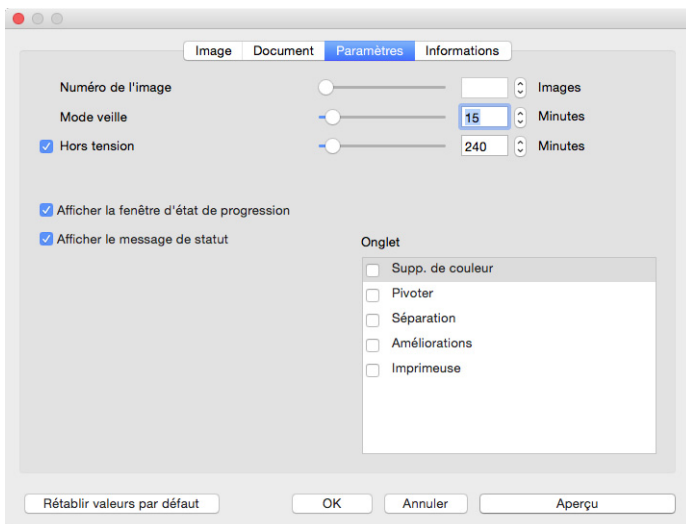 Image Document Paramètres Informations
Numéro de l'image Images
Mode veille 15 Minutes
Hors tension 240 Minutes
Afficher la fenêtre d'état de progression
Afficher le message de statut
Onglet
Supp. de couleur
Pivoter
Séparation
Améliorations
Imprimeuse
Rétablir valeurs par défaut OK Annuler Aperçu